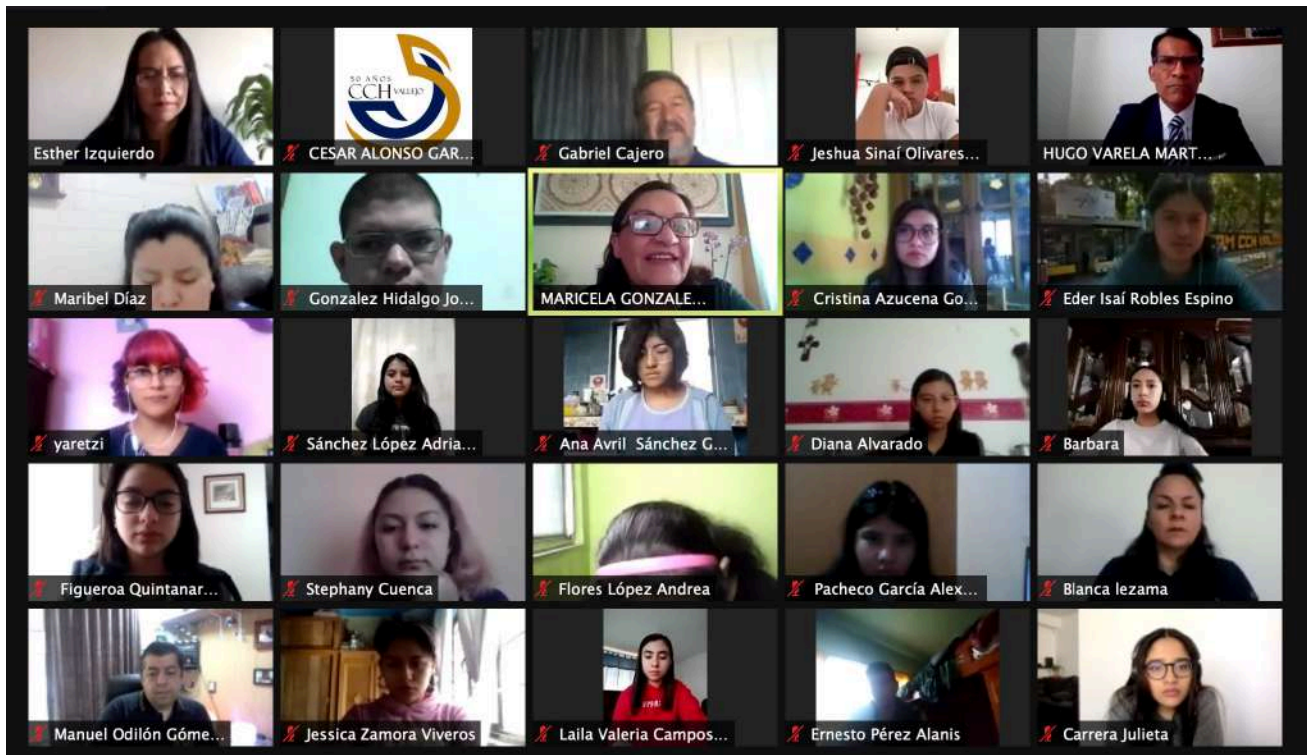 50 AÑOS
CCH VALLEJO
Esther Izquierdo
CESAR ALONSO GAR...
Gabriel Cajero
Jeshua Sinaí Olivares...
HUGO VARELA MART...
Maribel Díaz
Gonzalez Hidalgo Jo...
MARICELA GONZALE...
Cristina Azucena Go...
Eder Isaí Robles Espino
yaretzi
Sánchez López Adria...
Ana Avril Sánchez G...
Diana Alvarado
Barbara
Figueroa Quintanar...
Stephany Cuenca
Flores López Andrea
Pacheco García Alex...
Blanca lezama
Manuel Odilón Góme...
Jessica Zamora Viveros
Laila Valeria Campos...
Ernesto Pérez Alanis
Carrera Julieta